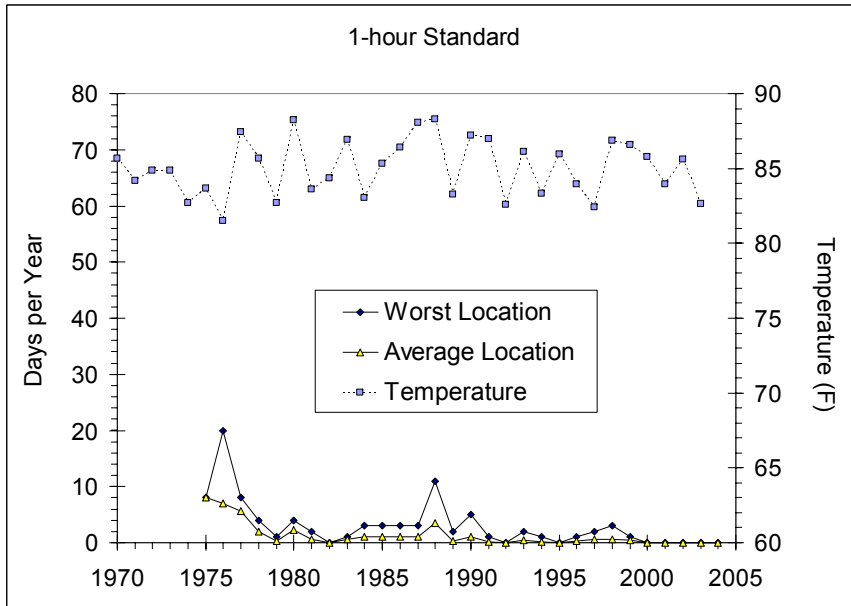 1-hour Standard
80
70
60
50
40
30
20
10
0
Days per Year
90
85
80
75
70
65
60
Temperature (F)
Worst Location
Average Location
Temperature
1970 1975 1980 1985 1990 1995 2000 2005